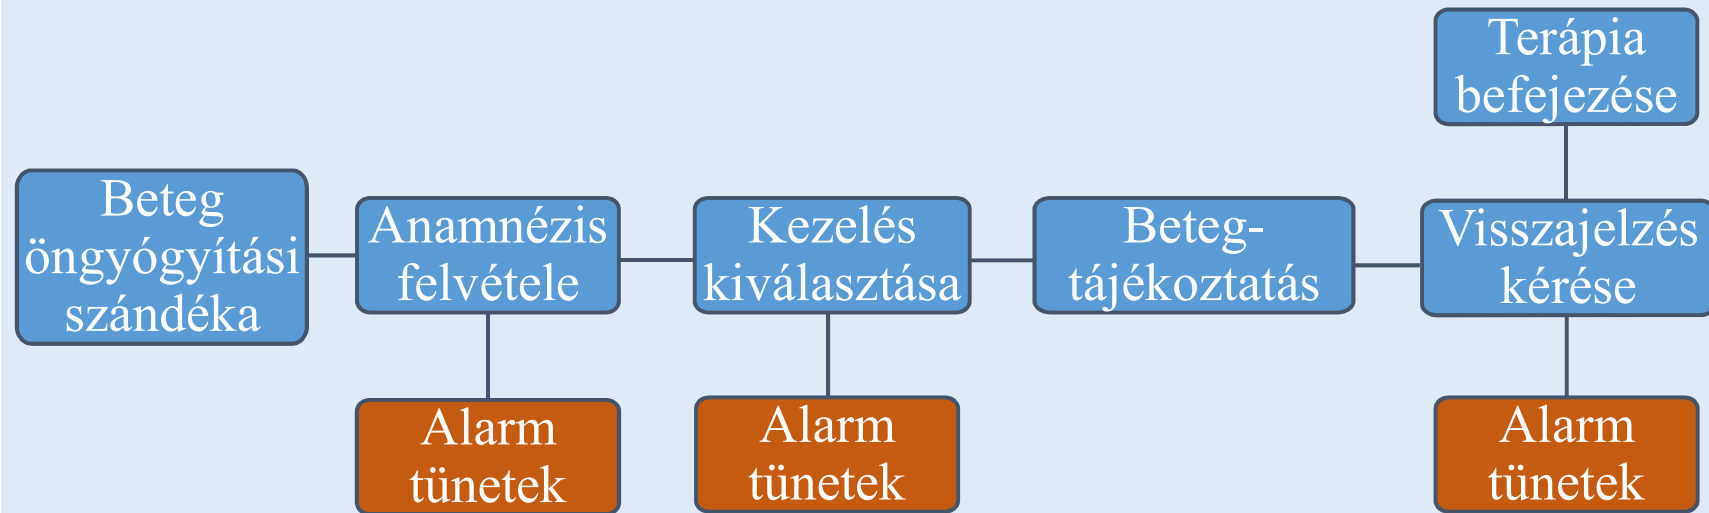 Terápia
befejezése
Beteg
öngyógyítási
szándéka
Anamnézis
felvétele
Kezelés
kiválasztása
Beteg-
tájékoztatás
Visszajelzés
kérése
Alarm
tünetek
Alarm
tünetek
Alarm
tünetek